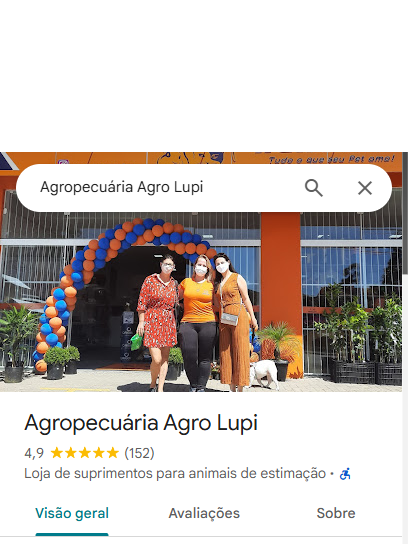 Tudo o que seu Pet ama!
Agropecuária Agro Lupi
Agropecuária Agro Lupi
4,9 (152)
Loja de suprimentos para animais de estimação ·
Visão geral Avaliações Sobre